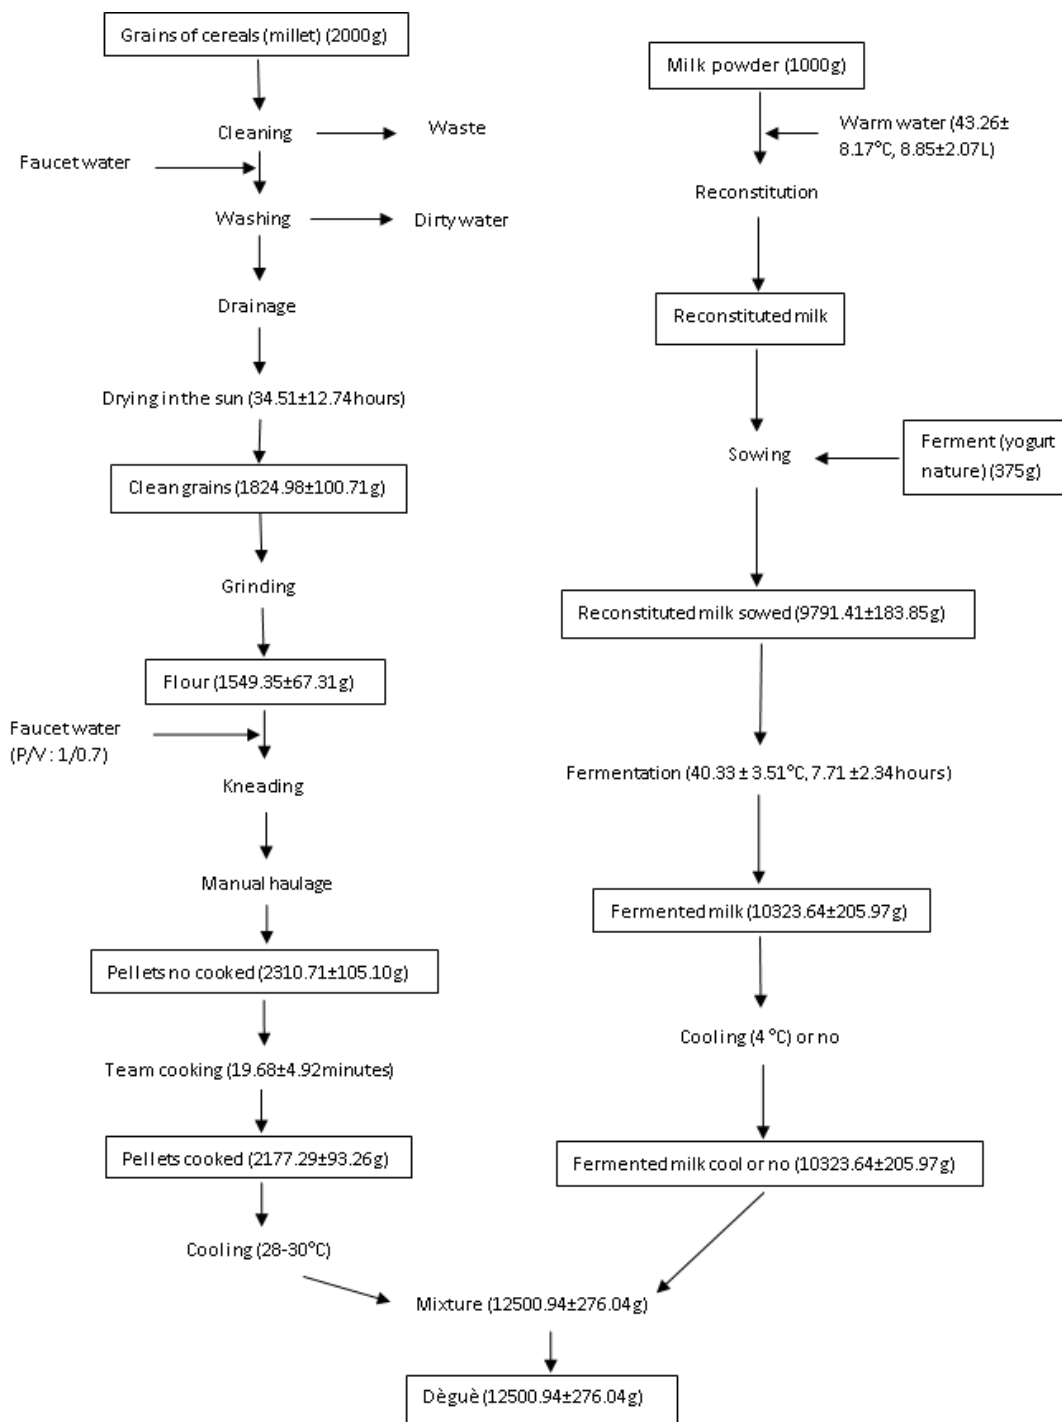 Grains of cereals (millet) (2000g)
Cleaning
Waste
Faucet water
Washing
Dirty water
Drainage
Drying in the sun (34.51±12.74 hours)
Clean grains (1824.98±100.71g)
Grinding
Flour (1549.35±67.31g)
Faucet water
(P/V : 1/0.7)
Kneading
Manual haulage
Pellets no cooked (2310.71±105.10g)
Team cooking (19.68±4.92minutes)
Pellets cooked (2177.29±93.26g)
Cooling (28-30°C)
Milk powder (1000g)
Warm water (43.26±
8.17°C, 8.85±2.07L)
Reconstitution
Reconstituted milk
Sowing
Ferment (yogurt
nature) (375g)
Reconstituted milk sowed (9791.41±183.85g)
Fermentation (40.33 ± 3.51°C, 7.71 ±2.34 hours)
Fermented milk (10323.64±205.97g)
Cooling (4 °C) or no
Fermented milk cool or no (10323.64±205.97g)
Mixture (12500.94±276.04g)
Dèguè (12500.94±276.04g)